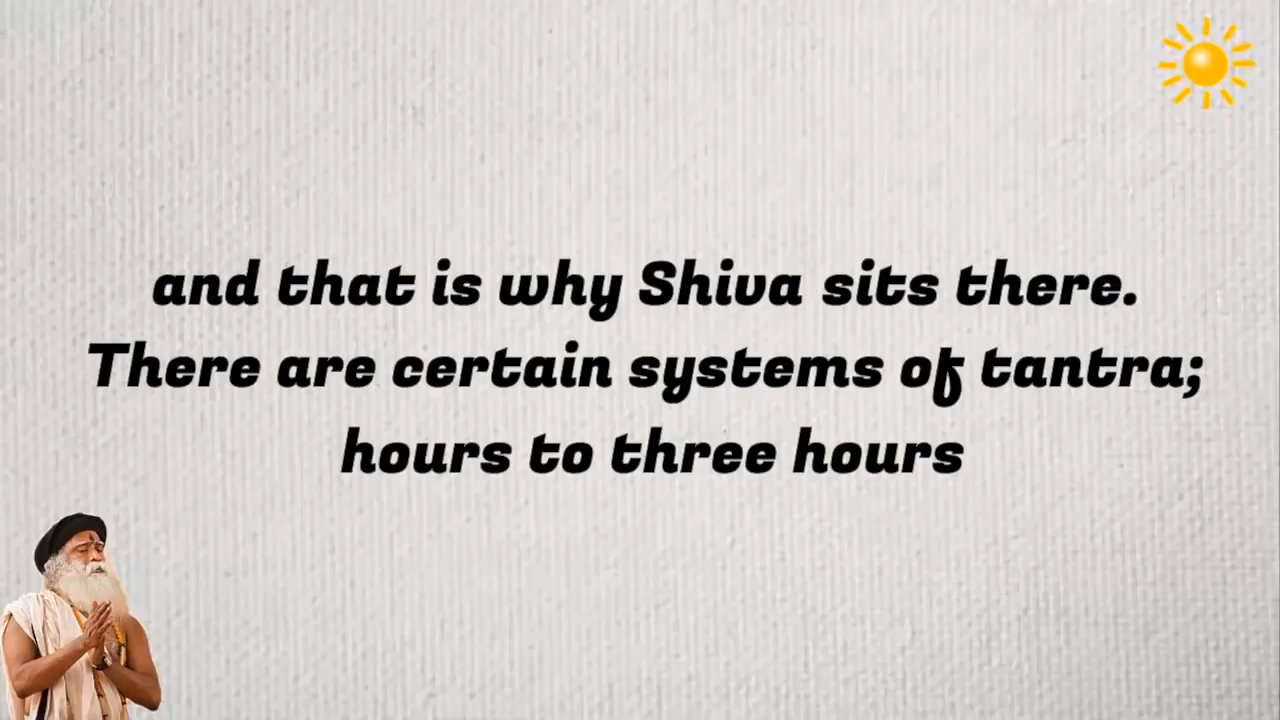 and that is why Shiva sits there.
There are certain systems of tantra;
hours to three hours